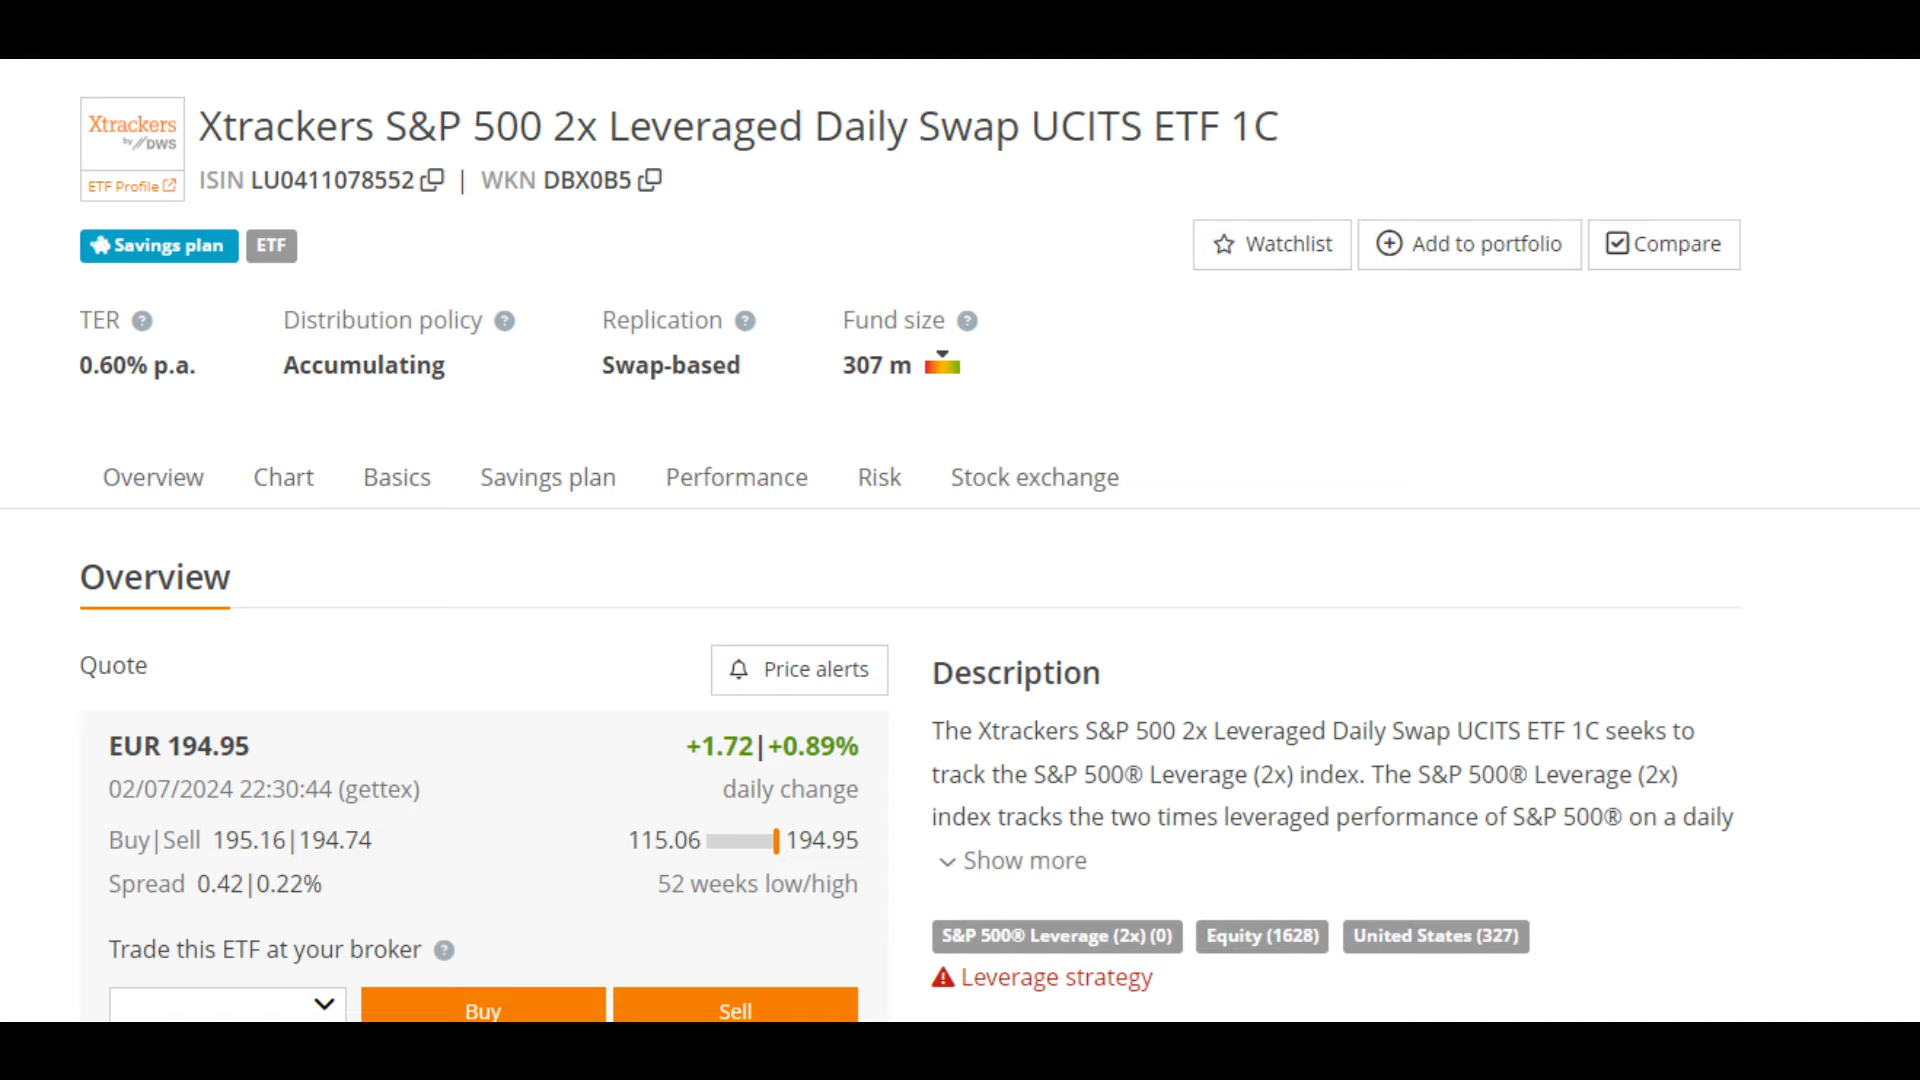 Xtrackers
by //DWS
ETF Profile
Xtrackers S&P 500 2x Leveraged Daily Swap UCITS ETF 1C
ISIN LU0411078552 | WKN DBX0B5
Savings plan ETF
Watchlist Add to portfolio Compare
TER ? Distribution policy ? Replication ? Fund size ?
0.60% p.a. Accumulating Swap-based 307 m
Overview Chart Basics Savings plan Performance Risk Stock exchange
Overview
Quote
Price alerts
EUR 194.95 +1.72|+0.89%
02/07/2024 22:30:44 (gettex) daily change
Buy|Sell 195.16|194.74 115.06 194.95
Spread 0.42|0.22% 52 weeks low/high
Trade this ETF at your broker ?
Buy Sell
Description
The Xtrackers S&P 500 2x Leveraged Daily Swap UCITS ETF 1C seeks to
track the S&P 500® Leverage (2x) index. The S&P 500® Leverage (2x)
index tracks the two times leveraged performance of S&P 500® on a daily
Show more
S&P 500® Leverage (2x) (0) Equity (1628) United States (327)
Leverage strategy